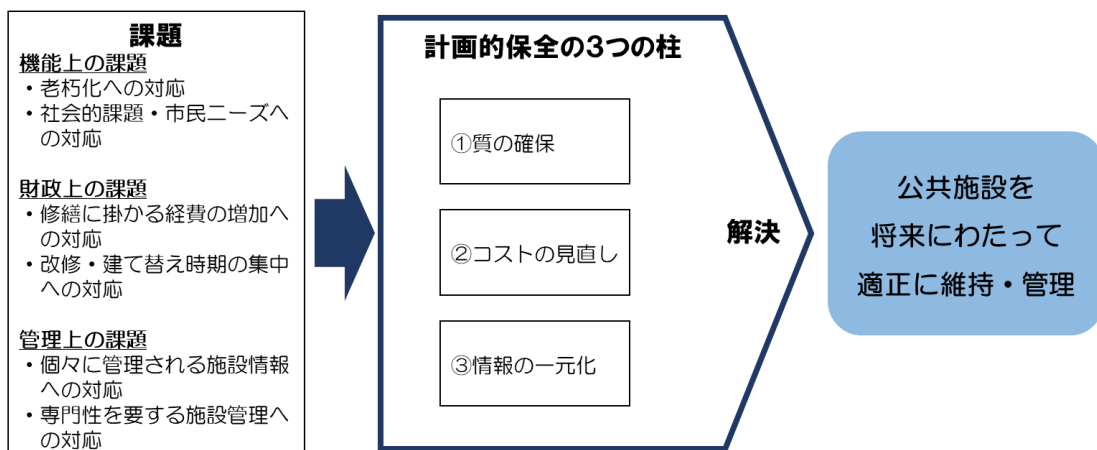 課題
機能上の課題
・老朽化への対応
・社会的課題・市民ニーズへ
の対応
財政上の課題
・修繕に掛かる経費の増加へ
の対応
・改修・建て替え時期の集中
への対応
管理上の課題
・個々に管理される施設情報
への対応
・専門性を要する施設管理へ
の対応
計画的保全の3つの柱
①質の確保
②コストの見直し
③情報の一元化
解決
公共施設を
将来にわたって
適正に維持・管理